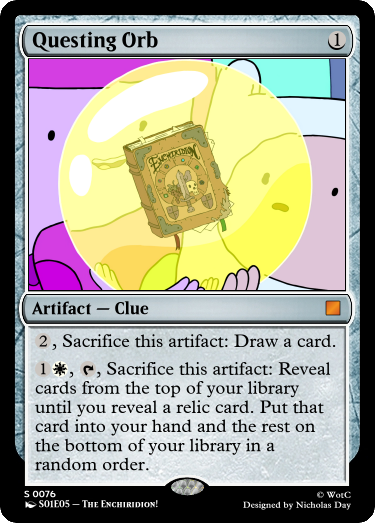 Questing Orb 1
ENCHIRIDION
Artifact — Clue
2, Sacrifice this artifact: Draw a card.
1, Sacrifice this artifact: Reveal
cards from the top of your library
until you reveal a relic card. Put that
card into your hand and the rest on
the bottom of your library in a
random order.
S 0076
S01E05 — The Enchiridion!
© WotC
Designed by Nicholas Day